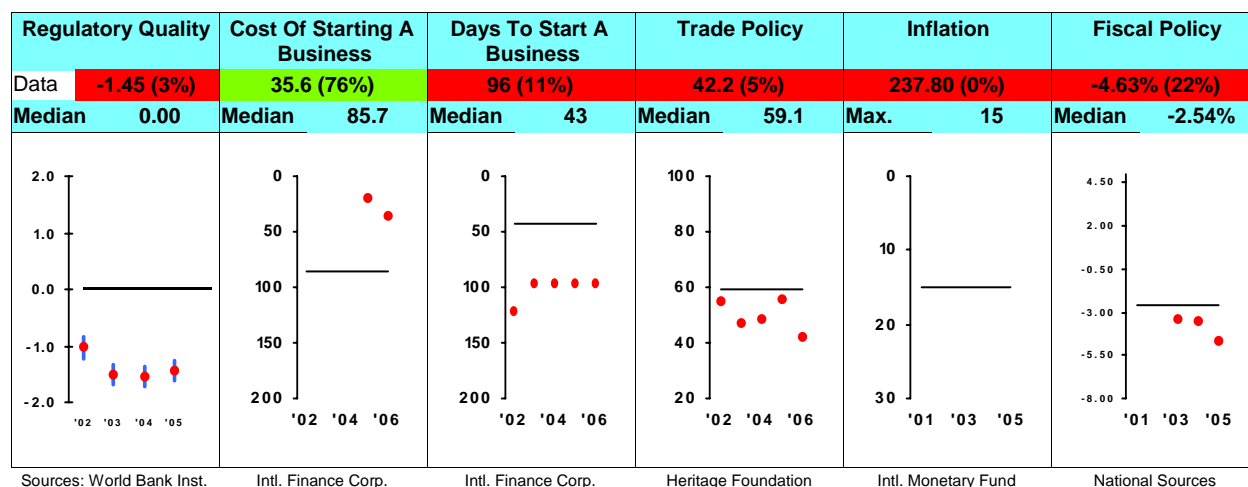 Regulatory Quality
Cost Of Starting A
Business
Days To Start A
Business
Trade Policy
Inflation
Fiscal Policy
Data -1.45 (3%) 35.6 (76%) 96 (11%) 42.2 (5%) 237.80 (0%) -4.63% (22%)
Median 0.00 Median 85.7 Median 43 Median 59.1 Max. 15 Median -2.54%
2.0
1.0
0.0
-1.0
-2.0
'02 '03 '04 '05
0
50
100
150
200
'02 '04 '06
0
50
100
150
200
'02 '04 '06
100
80
60
40
20
'02 '04 '06
0
10
20
30
'01 '03 '05
4.50
2.00
-0.50
-3.00
-5.50
-8.00
'01 '03 '05
Sources: World Bank Inst. Intl. Finance Corp. Intl. Finance Corp. Heritage Foundation Intl. Monetary Fund National Sources